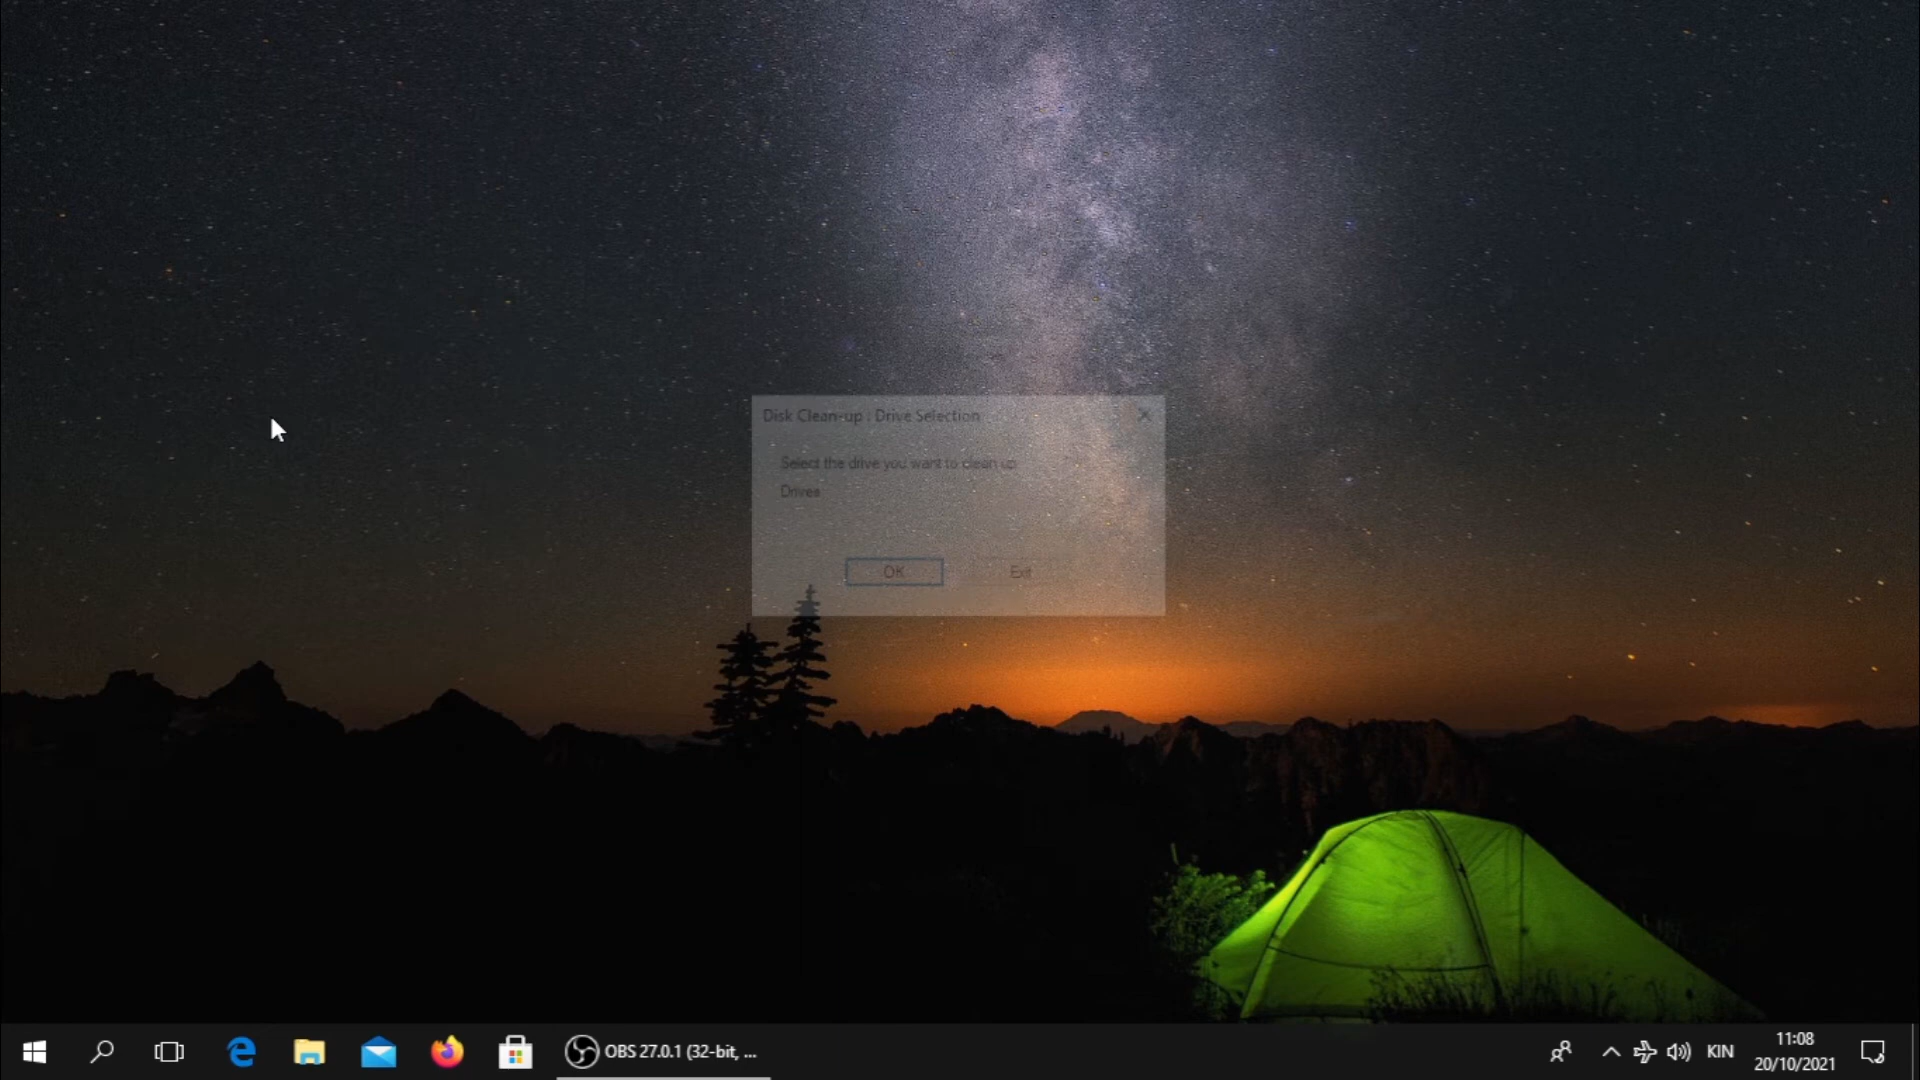 Disk Clean-up : Drive Selection
Select the drive you want to clean up
Drives
OK
Exit
OBS 27.0.1 (32-bit, ...
KIN
11:08
20/10/2021